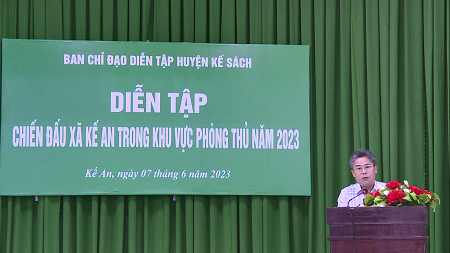 BAN CHỈ ĐẠO DIỄN TẬP HUYỆN KẾ SÁCH
DIỄN TẬP
CHIẾN ĐẤU XÃ KẾ AN TRONG KHU VỰC PHÒNG THỦ NĂM 2023
Kế An, ngày 07 tháng 6 năm 2023